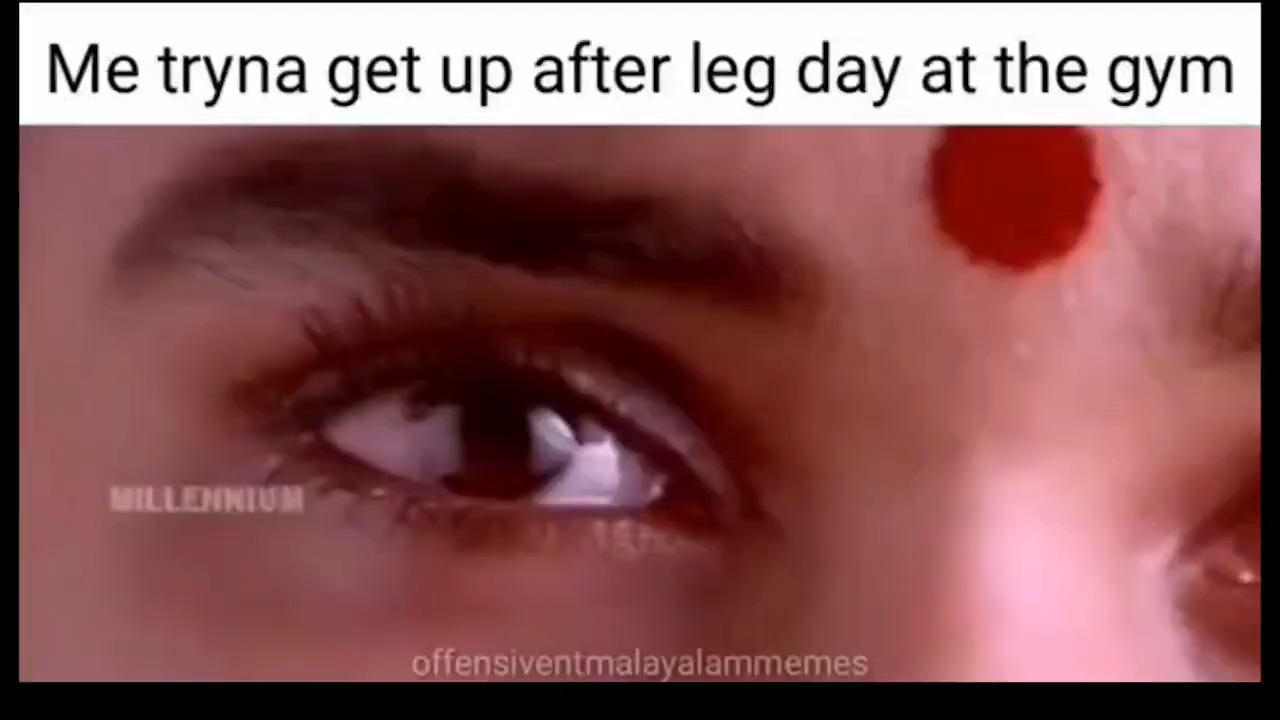 Me tryna get up after leg day at the gym
MILLENNIUM
offensiventmalayalammemes